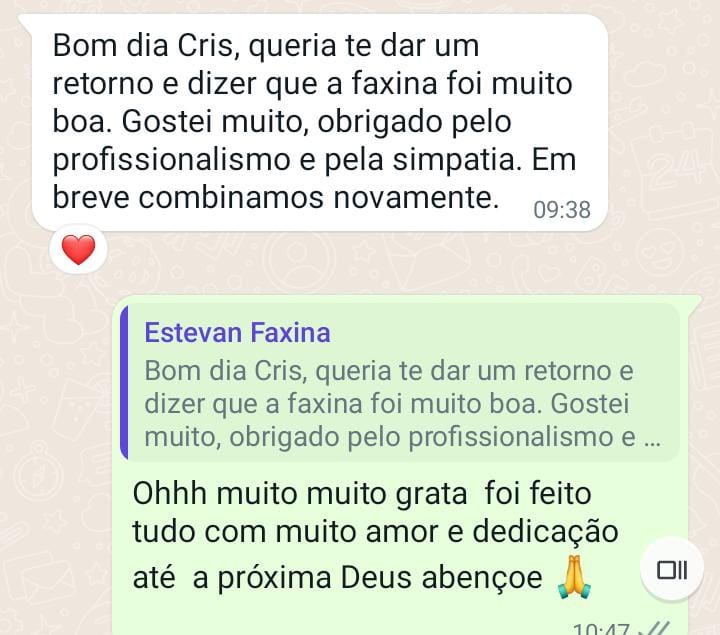 Bom dia Cris, queria te dar um
retorno e dizer que a faxina foi muito
boa. Gostei muito, obrigado pelo
profissionalismo e pela simpatia. Em
breve combinamos novamente. 09:38
Estevan Faxina
Bom dia Cris, queria te dar um retorno e
dizer que a faxina foi muito boa. Gostei
muito, obrigado pelo profissionalismo e ...
Ohhh muito muito grata  foi feito
tudo com muito amor e dedicação
até  a próxima Deus abençoe 🙏
10:47